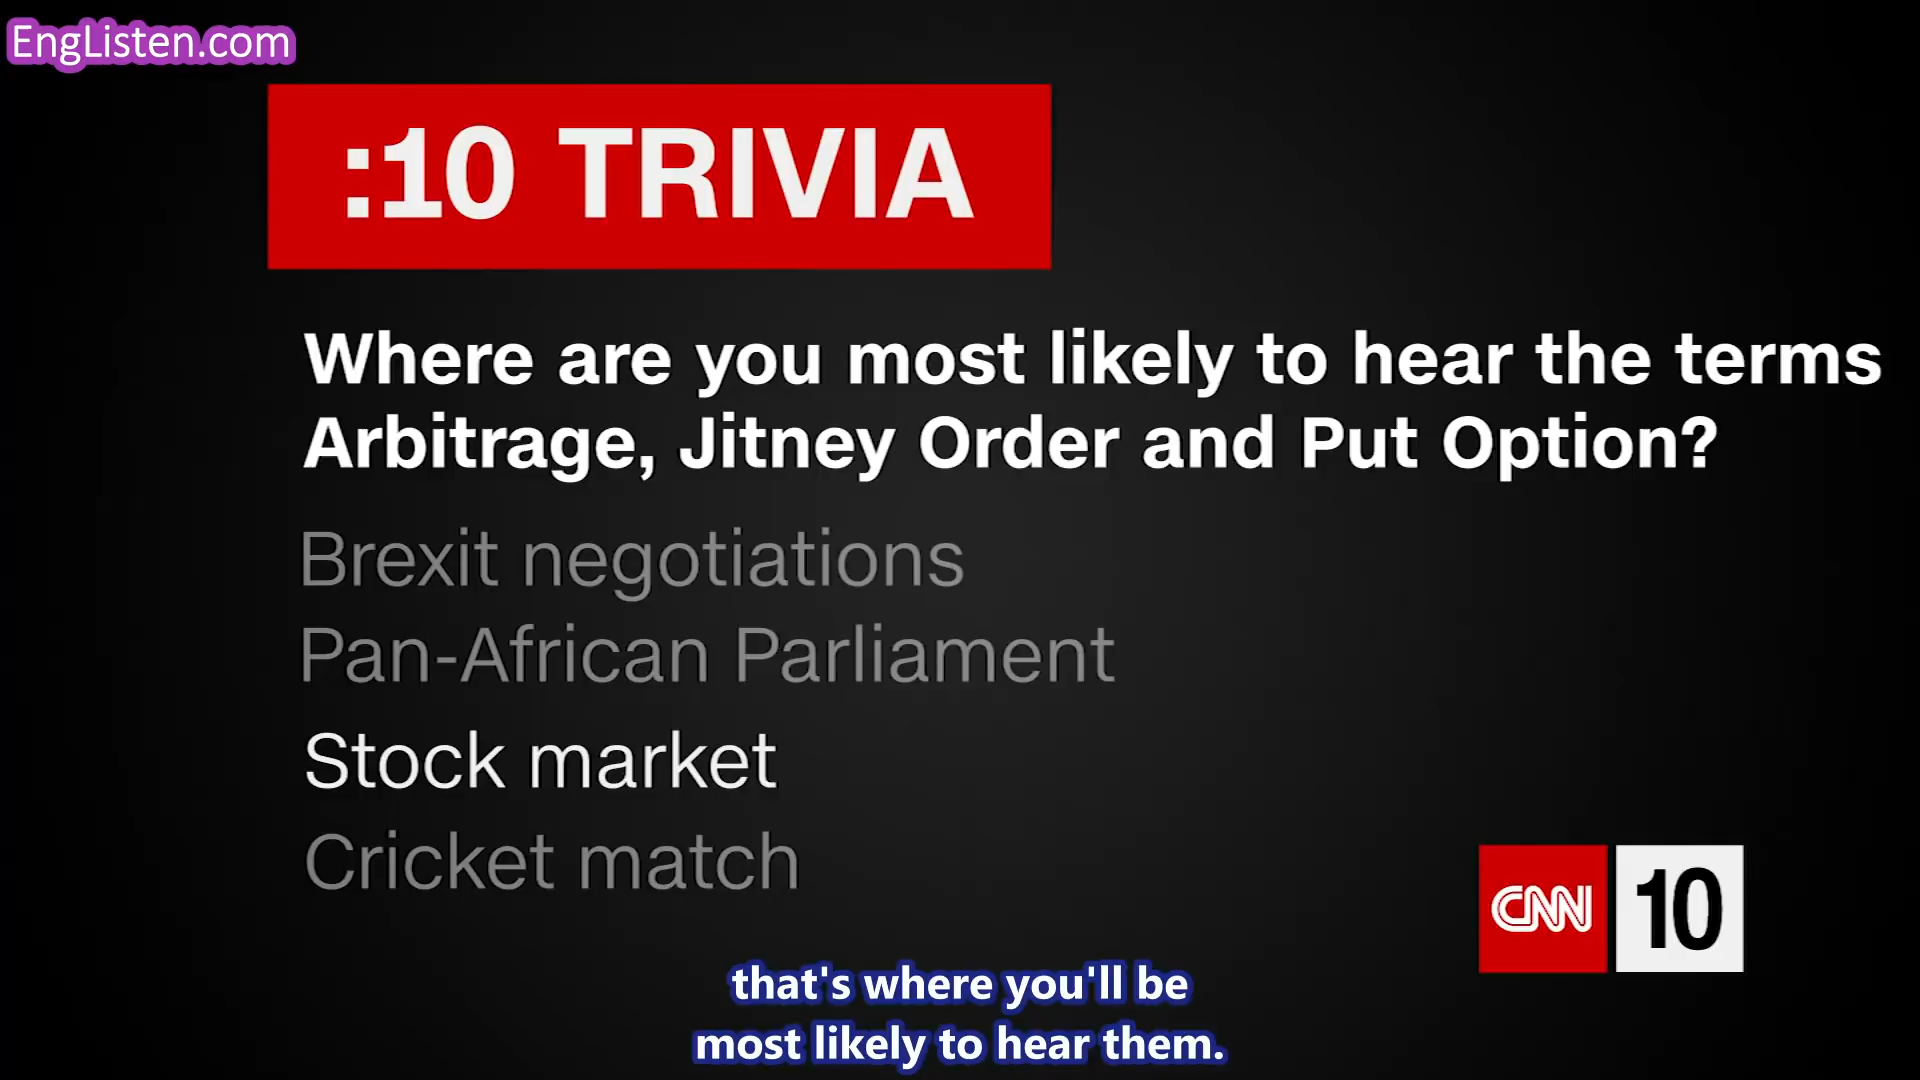 EngListen.com
:10 TRIVIA
Where are you most likely to hear the terms
Arbitrage, Jitney Order and Put Option?
Brexit negotiations
Pan-African Parliament
Stock market
Cricket match
CNN 10
that's where you'll be
most likely to hear them.